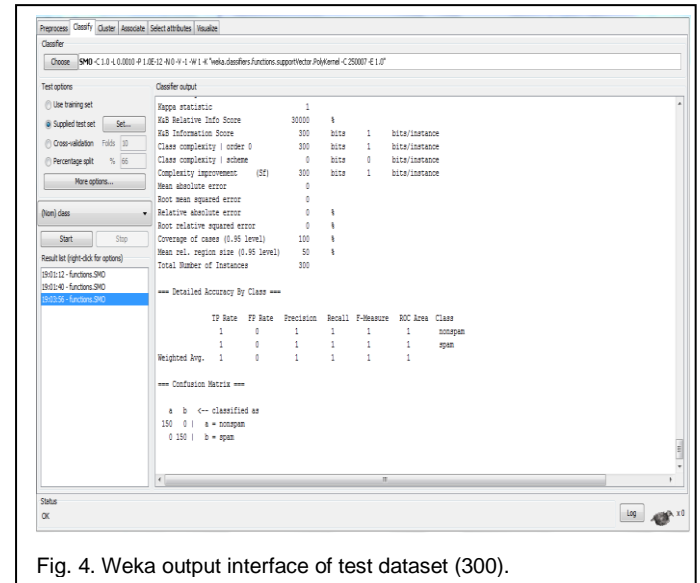 Preprocess Classify Cluster Associate Select attributes Visualize
Classifier
Choose SMO -C 1.0 -L 0.0010 -P 1.0E-12 -N 0 -V -1 -W 1 -K "weka.classifiers.functions.supportVector.PolyKernel -C 250007 -E 1.0"
Test options
Use training set
Supplied test set Set...
Cross-validation Folds 10
Percentage split % 66
More options...
(Nom) class
Start Stop
Result list (right-click for options)
19:01:12 - functions.SMO
19:01:40 - functions.SMO
19:03:56 - functions.SMO
Classifier output
Kappa statistic 1
K&B Relative Info Score 30000 %
K&B Information Score 300 bits 1 bits/instance
Class complexity | order 0 300 bits 1 bits/instance
Class complexity | scheme 0 bits 0 bits/instance
Complexity improvement (Sf) 300 bits 1 bits/instance
Mean absolute error 0
Root mean squared error 0
Relative absolute error 0 %
Root relative squared error 0 %
Coverage of cases (0.95 level) 100 %
Mean rel. region size (0.95 level) 50 %
Total Number of Instances 300
=== Detailed Accuracy By Class ===
TP Rate FP Rate Precision Recall F-Measure ROC Area Class
1 0 1 1 1 1 nonspam
1 0 1 1 1 1 spam
Weighted Avg. 1 0 1 1 1 1
=== Confusion Matrix ===
a b <-- classified as
150 0 | a = nonspam
0 150 | b = spam
Status
OK
Log
x 0
Fig. 4. Weka output interface of test dataset (300).